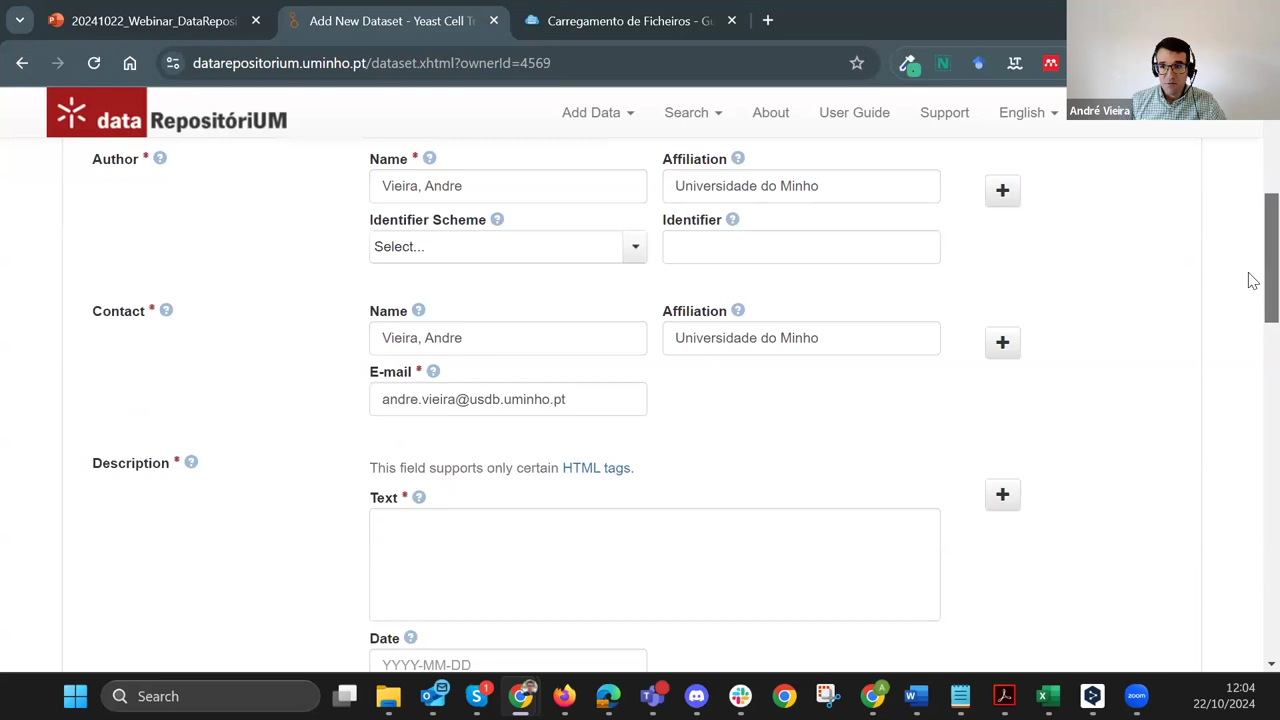 20241022_Webinar_DataReposi
Add New Dataset - Yeast Cell Tr
Carregamento de Ficheiros - Gu
datarepositorium.uminho.pt/dataset.xhtml?ownerId=4569
André Vieira
data RepositóriUM
Add Data
Search
About
User Guide
Support
English
Author *
Name *
Affiliation
Vieira, Andre
Universidade do Minho
Identifier Scheme
Identifier
Select...
Contact *
Name
Affiliation
Vieira, Andre
Universidade do Minho
E-mail *
andre.vieira@usdb.uminho.pt
Description *
This field supports only certain HTML tags.
Text *
Date
YYYY-MM-DD
Search
12:04
22/10/2024